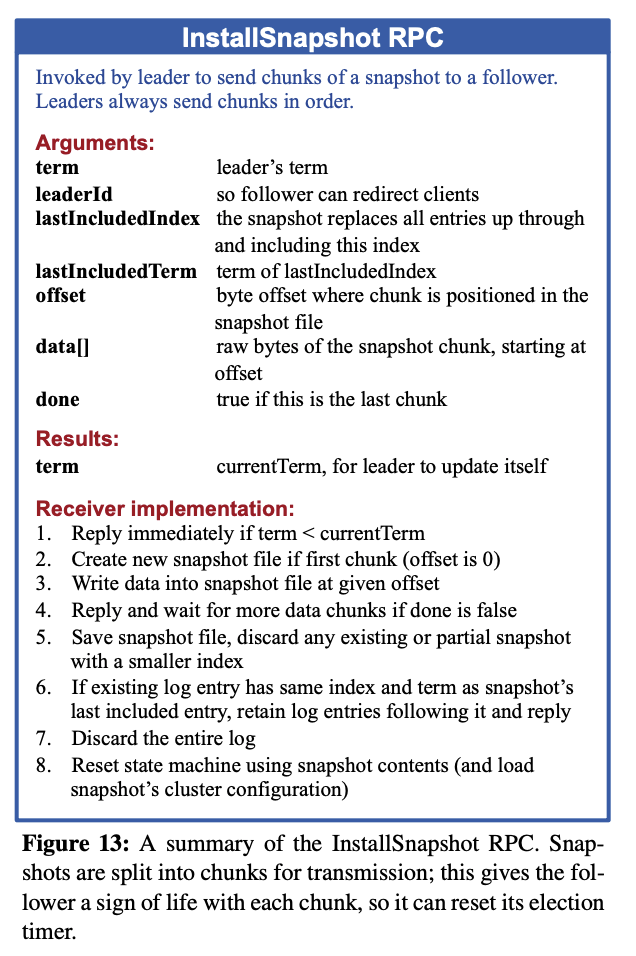 InstallSnapshot RPC
Invoked by leader to send chunks of a snapshot to a follower.
Leaders always send chunks in order.
Arguments:
term leader’s term
leaderId so follower can redirect clients
lastIncludedIndex the snapshot replaces all entries up through
and including this index
lastIncludedTerm term of lastIncludedIndex
offset byte offset where chunk is positioned in the
snapshot file
data[] raw bytes of the snapshot chunk, starting at
offset
done true if this is the last chunk
Results:
term currentTerm, for leader to update itself
Receiver implementation:
1. Reply immediately if term < currentTerm
2. Create new snapshot file if first chunk (offset is 0)
3. Write data into snapshot file at given offset
4. Reply and wait for more data chunks if done is false
5. Save snapshot file, discard any existing or partial snapshot
with a smaller index
6. If existing log entry has same index and term as snapshot’s
last included entry, retain log entries following it and reply
7. Discard the entire log
8. Reset state machine using snapshot contents (and load
snapshot’s cluster configuration)
Figure 13: A summary of the InstallSnapshot RPC. Snap-
shots are split into chunks for transmission; this gives the fol-
lower a sign of life with each chunk, so it can reset its election
timer.